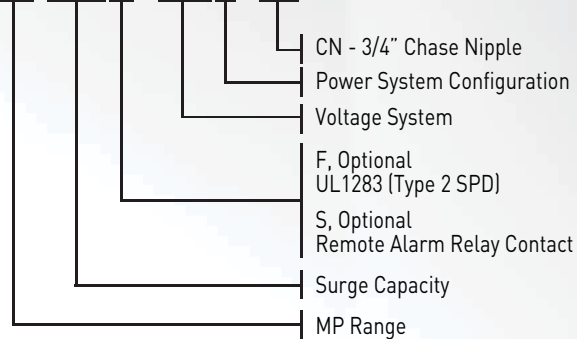 CN - 3/4” Chase Nipple
Power System Configuration
Voltage System
F, Optional
UL1283 (Type 2 SPD)
S, Optional
Remote Alarm Relay Contact
Surge Capacity
MP Range